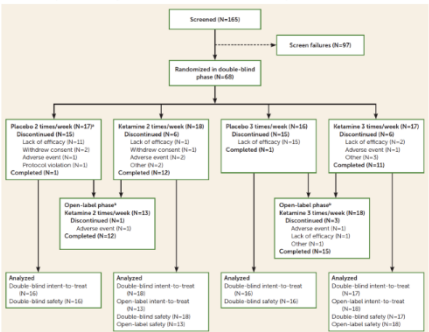 Screened (N=165)
Screen failures (N=97)
Randomized in double-blind
phase (N=68)
Placebo 2 times/week (N=17)ᵃ
Discontinued (N=15)
Lack of efficacy (N=11)
Withdrew consent (N=2)
Adverse event (N=1)
Protocol violation (N=1)
Completed (N=1)
Ketamine 2 times/week (N=18)
Discontinued (N=6)
Lack of efficacy (N=1)
Withdrew consent (N=1)
Adverse event (N=2)
Other (N=2)
Completed (N=12)
Placebo 3 times/week (N=16)
Discontinued (N=15)
Lack of efficacy (N=15)
Completed (N=1)
Ketamine 3 times/week (N=17)
Discontinued (N=6)
Lack of efficacy (N=2)
Adverse event (N=1)
Other (N=3)
Completed (N=11)
Open-label phaseᵇ
Ketamine 2 times/week (N=13)
Discontinued (N=1)
Adverse event (N=1)
Completed (N=12)
Open-label phaseᵇ
Ketamine 3 times/week (N=18)
Discontinued (N=3)
Adverse event (N=1)
Lack of efficacy (N=1)
Other (N=1)
Completed (N=15)
Analyzed
Double-blind intent-to-treat
(N=16)
Double-blind safety (N=16)
Analyzed
Double-blind intent-to-treat
(N=18)
Open-label intent-to-treat
(N=13)
Double-blind safety (N=18)
Open-label safety (N=13)
Analyzed
Double-blind intent-to-treat
(N=16)
Double-blind safety (N=16)
Analyzed
Double-blind intent-to-treat
(N=17)
Open-label intent-to-treat
(N=18)
Double-blind safety (N=17)
Open-label safety (N=18)